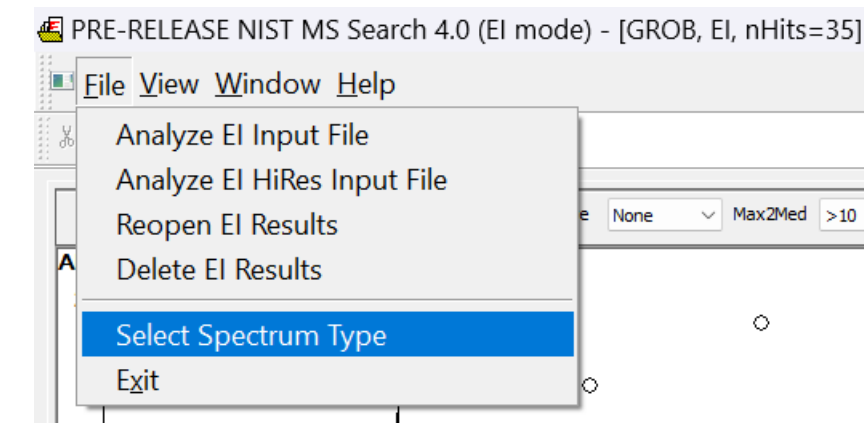 PRE-RELEASE NIST MS Search 4.0 (EI mode) - [GROB, EI, nHits=35]
File View Window Help
Analyze EI Input File
Analyze EI HiRes Input File
Reopen EI Results
e None Max2Med >10
Delete EI Results
A
Select Spectrum Type
Exit